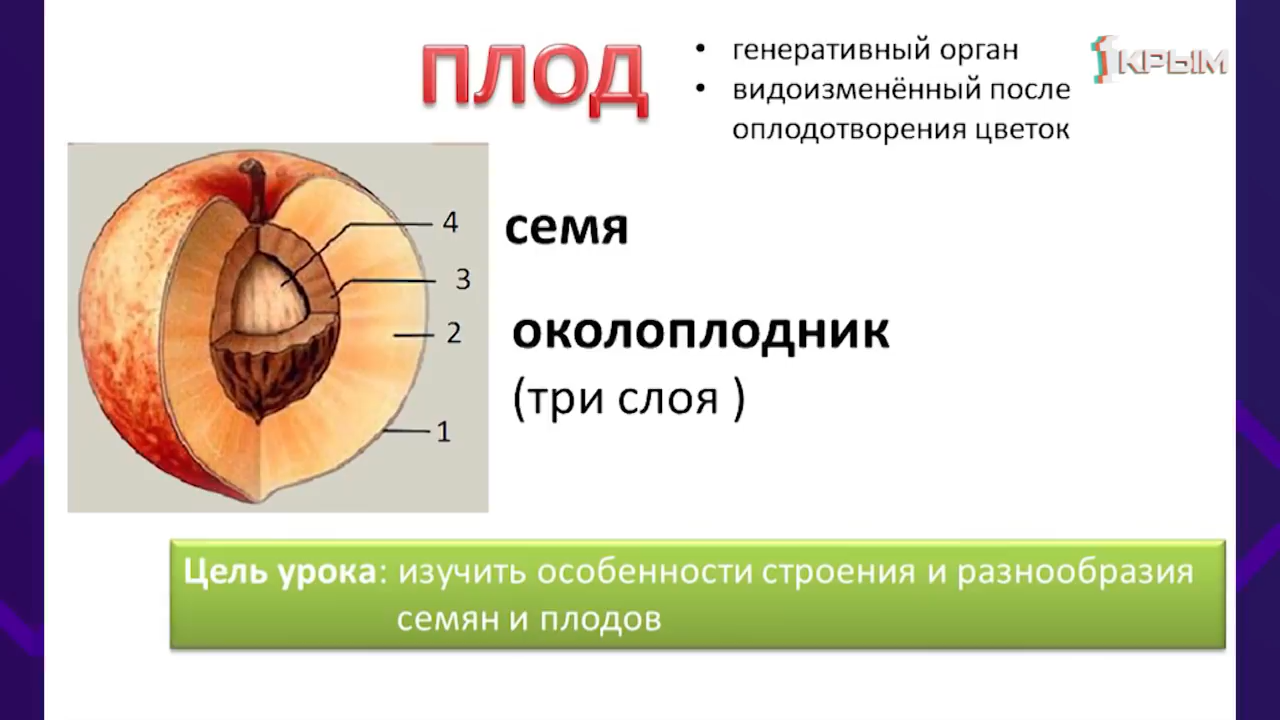 ПЛОД
• генеративный орган
• видоизменённый после
оплодотворения цветок
1КРЫМ
4 семя
3
2 околоплодник
(три слоя )
1
Цель урока: изучить особенности строения и разнообразия
семян и плодов